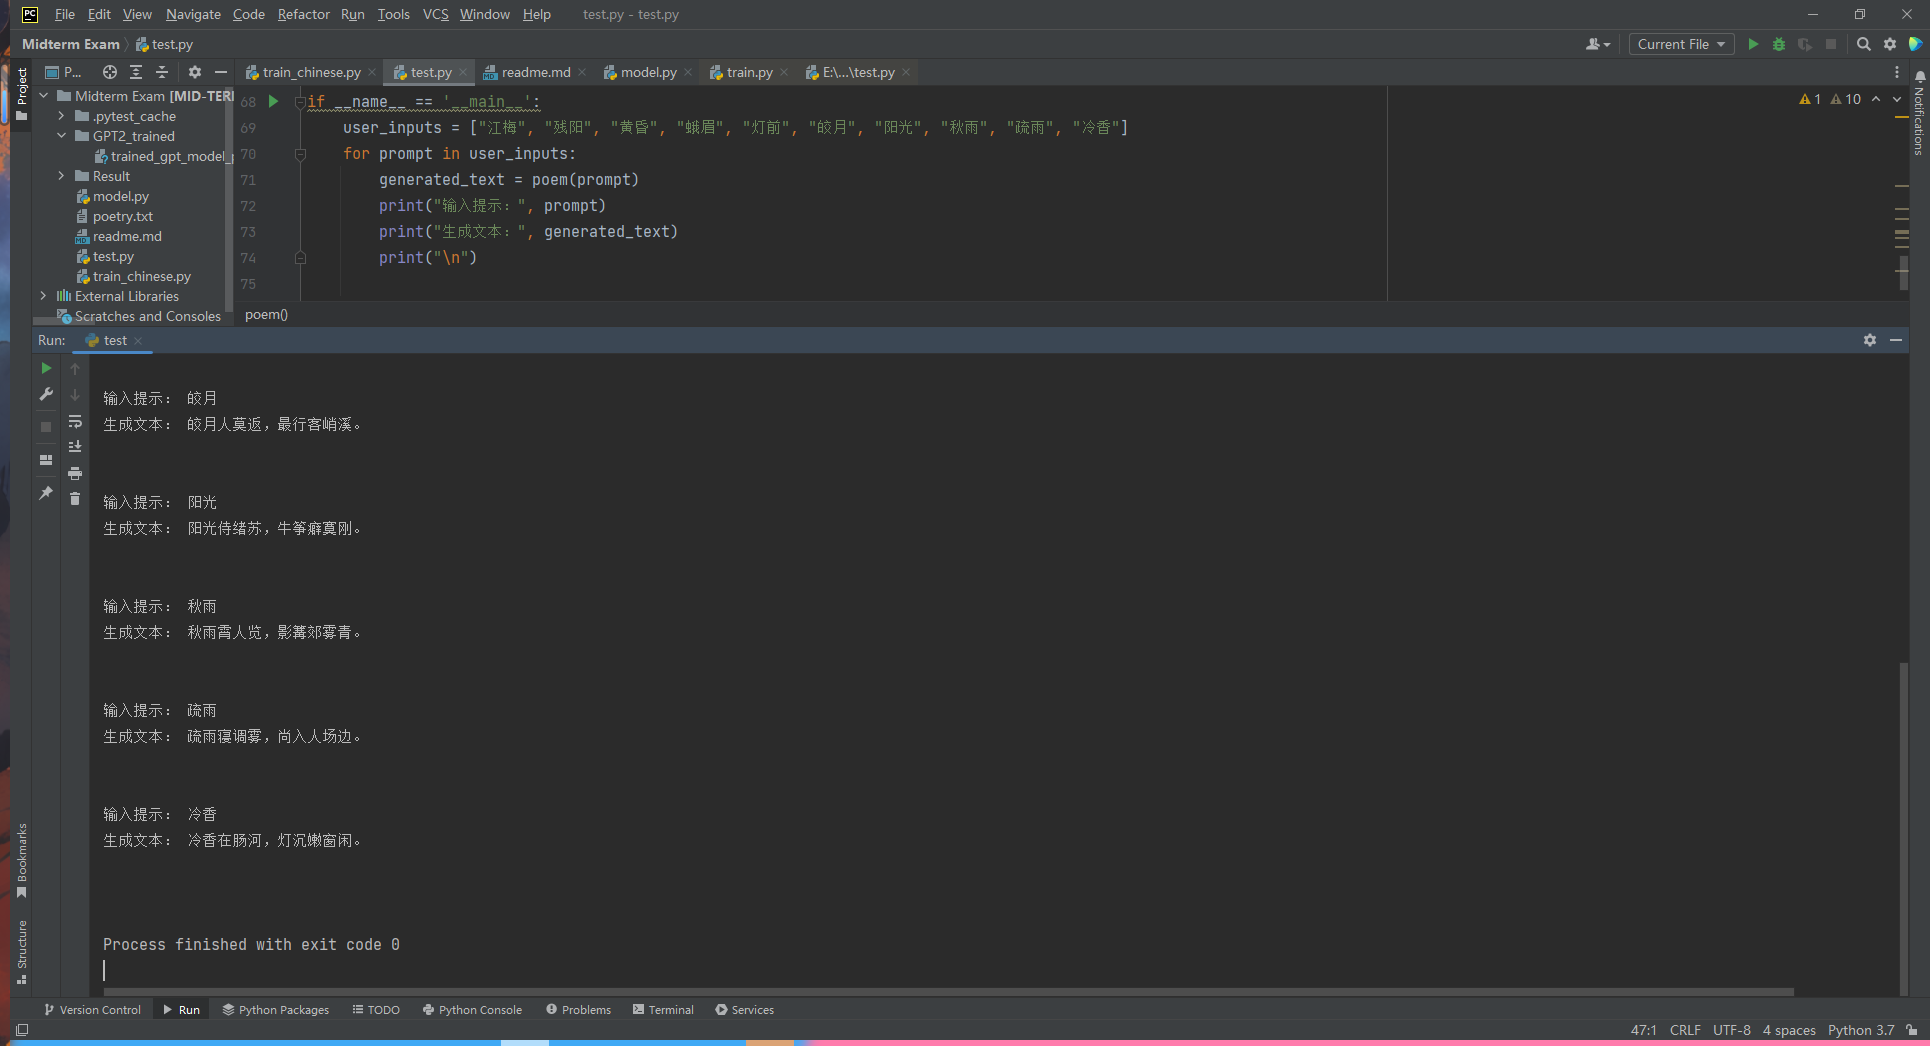 PC File Edit View Navigate Code Refactor Run Tools VCS Window Help test.py - test.py
Midterm Exam test.py Current File
Project P... train_chinese.py test.py readme.md model.py train.py E:\...\test.py
Midterm Exam [MID-TERI
.pytest_cache
GPT2_trained
trained_gpt_model_
Result
model.py
poetry.txt
readme.md
test.py
train_chinese.py
External Libraries
Scratches and Consoles
68 if __name__ == '__main__':
69 user_inputs = ["江梅", "残阳", "黄昏", "蛾眉", "灯前", "皎月", "阳光", "秋雨", "疏雨", "冷香"]
70 for prompt in user_inputs:
71 generated_text = poem(prompt)
72 print("输入提示：", prompt)
73 print("生成文本：", generated_text)
74 print("\n")
75
1 10
Notifications
poem()
Run: test
输入提示： 皎月
生成文本： 皎月人莫返，最行客峭溪。
输入提示： 阳光
生成文本： 阳光侍绪苏，牛筝癖寞刚。
输入提示： 秋雨
生成文本： 秋雨霄人览，影篝郊雾青。
输入提示： 疏雨
生成文本： 疏雨寝调雾，尚入人场边。
输入提示： 冷香
生成文本： 冷香在肠河，灯沉嫩窗闲。
Process finished with exit code 0
Bookmarks
Structure
Version Control Run Python Packages TODO Python Console Problems Terminal Services
47:1 CRLF UTF-8 4 spaces Python 3.7